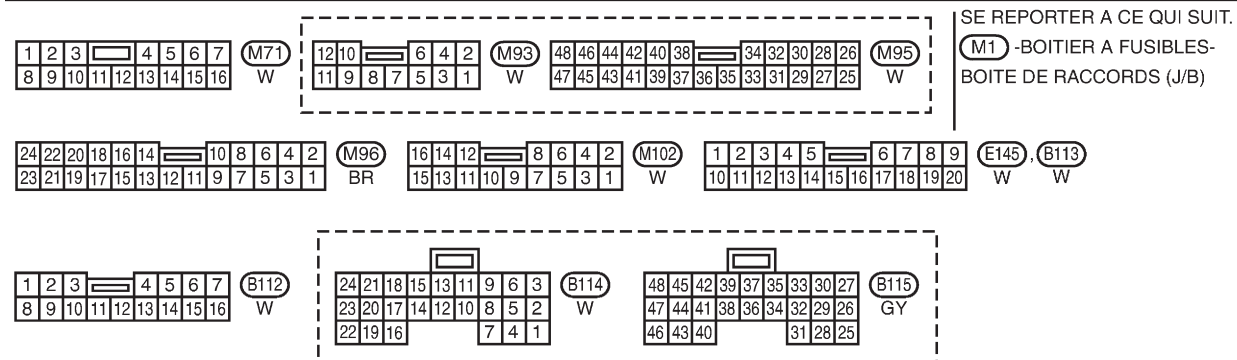 SE REPORTER A CE QUI SUIT.
M1 -BOITIER A FUSIBLES-
BOITE DE RACCORDS (J/B)
1 2 3 4 5 6 7
8 9 10 11 12 13 14 15 16
M71
W
12 10 6 4 2
11 9 8 7 5 3 1
M93
W
48 46 44 42 40 38 34 32 30 28 26
47 45 43 41 39 37 36 35 33 31 29 27 25
M95
W
24 22 20 18 16 14 10 8 6 4 2
23 21 19 17 15 13 12 11 9 7 5 3 1
M96
BR
16 14 12 8 6 4 2
15 13 11 10 9 7 5 3 1
M102
W
1 2 3 4 5 6 7 8 9
10 11 12 13 14 15 16 17 18 19 20
E145 , B113
W W
1 2 3 4 5 6 7
8 9 10 11 12 13 14 15 16
B112
W
24 21 18 15 13 11 9 6 3
23 20 17 14 12 10 8 5 2
22 19 16 7 4 1
B114
W
48 45 42 39 37 35 33 30 27
47 44 41 38 36 34 32 29 26
46 43 40 31 28 25
B115
GY